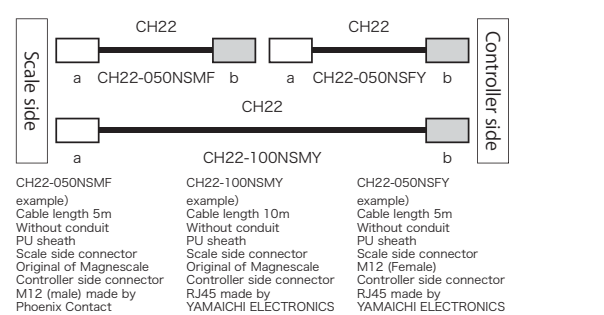 CH22
CH22
Scale side
Controller side
a
CH22-050NSMF
b
a
CH22-050NSFY
b
CH22
a
CH22-100NSMY
b
CH22-050NSMF
example)
Cable length 5m
Without conduit
PU sheath
Scale side connector
Original of Magnescale
Controller side connector
M12 (male) made by
Phoenix Contact
CH22-100NSMY
example)
Cable length 10m
Without conduit
PU sheath
Scale side connector
Original of Magnescale
Controller side connector
RJ45 made by
YAMAICHI ELECTRONICS
CH22-050NSFY
example)
Cable length 5m
Without conduit
PU sheath
Scale side connector
M12 (Female)
Controller side connector
RJ45 made by
YAMAICHI ELECTRONICS